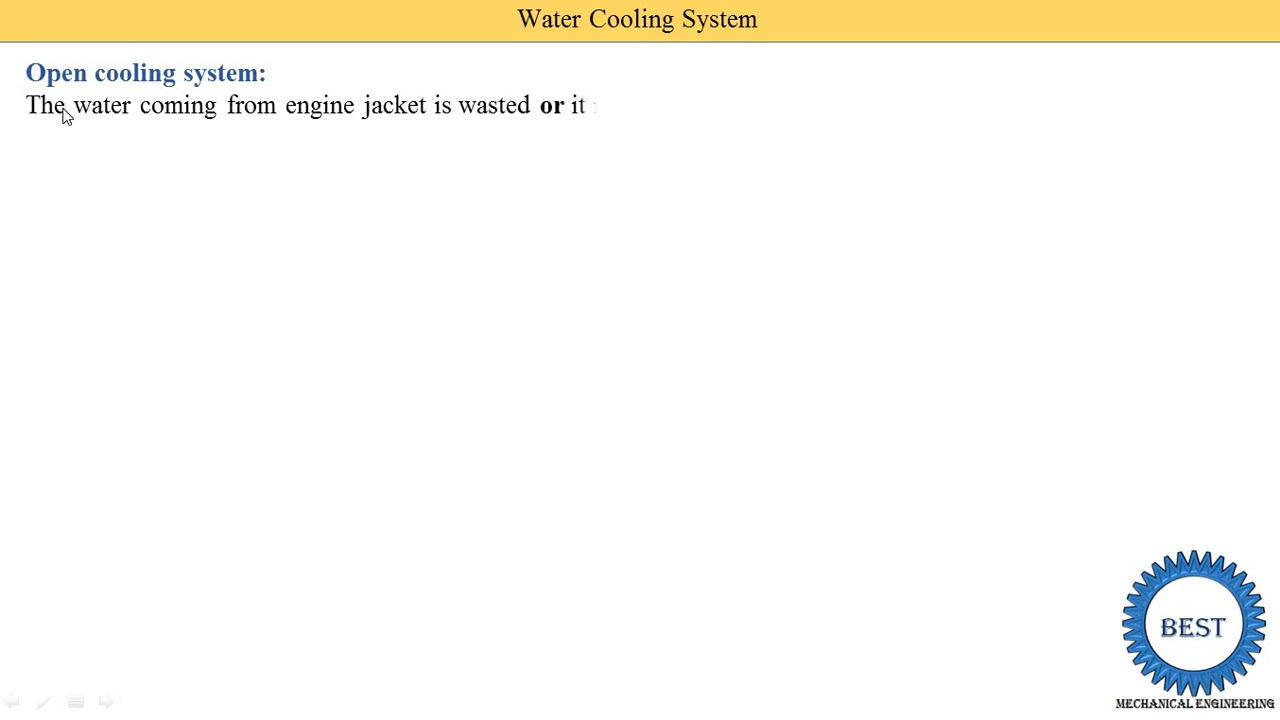 Water Cooling System
Open cooling system:
The water coming from engine jacket is wasted or it
BEST
MECHANICAL ENGINEERING